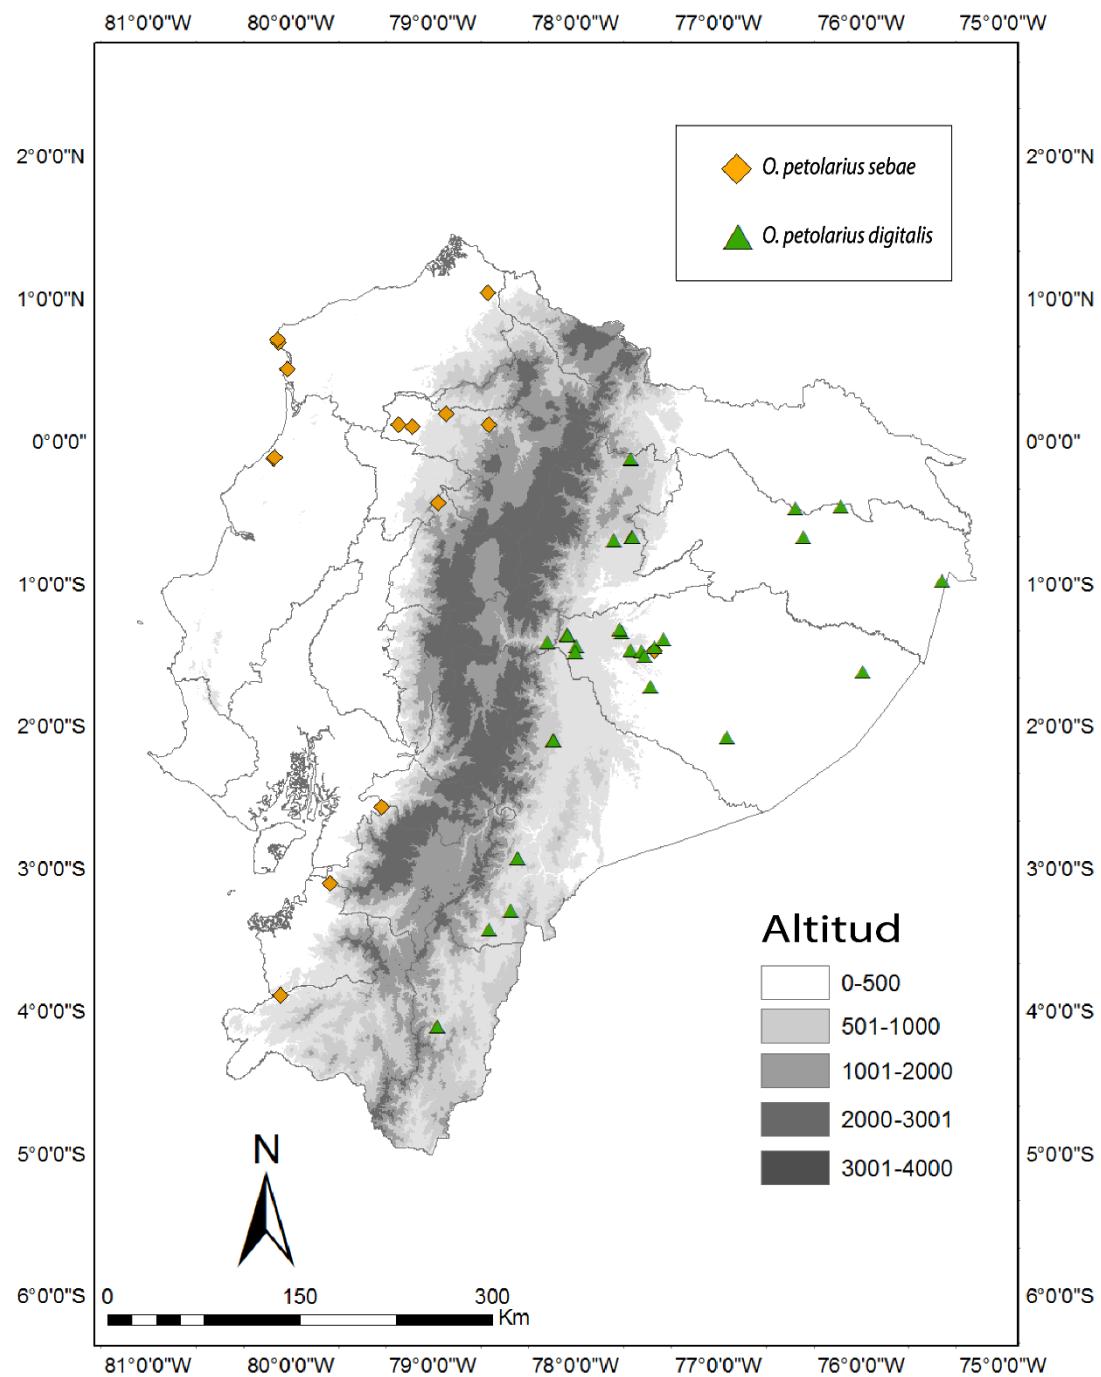 81°0'0"W 80°0'0"W 79°0'0"W 78°0'0"W 77°0'0"W 76°0'0"W 75°0'0"W
O. petolarius sebae
O. petolarius digitalis
2°0'0"N 2°0'0"N
1°0'0"N 1°0'0"N
0°0'0" 0°0'0"
1°0'0"S 1°0'0"S
2°0'0"S 2°0'0"S
3°0'0"S 3°0'0"S
4°0'0"S 4°0'0"S
5°0'0"S 5°0'0"S
6°0'0"S 6°0'0"S
Altitud
0-500
501-1000
1001-2000
2000-3001
3001-4000
N
0 150 300
Km
81°0'0"W 80°0'0"W 79°0'0"W 78°0'0"W 77°0'0"W 76°0'0"W 75°0'0"W